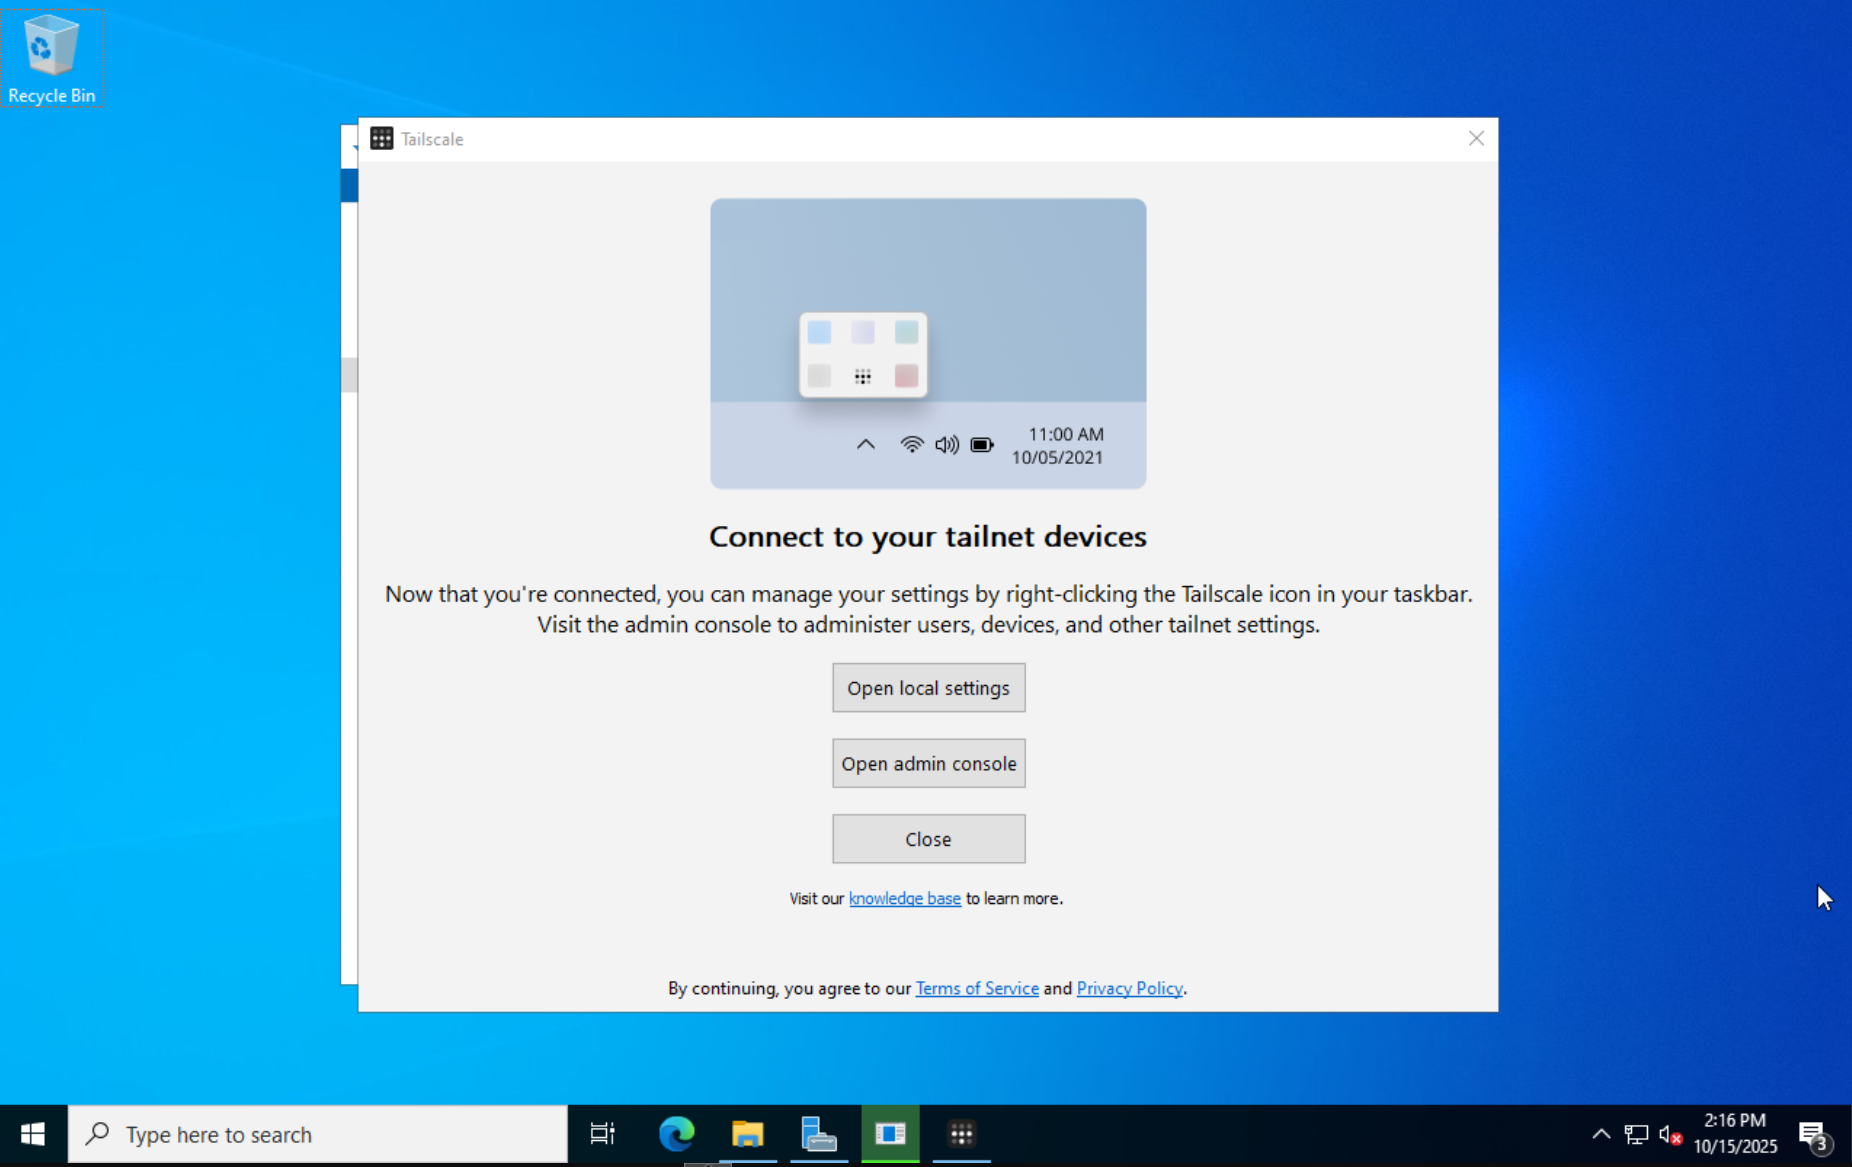 Recycle Bin
Tailscale
11:00 AM
10/05/2021
Connect to your tailnet devices
Now that you're connected, you can manage your settings by right-clicking the Tailscale icon in your taskbar.
Visit the admin console to administer users, devices, and other tailnet settings.
Open local settings
Open admin console
Close
Visit our knowledge base to learn more.
By continuing, you agree to our Terms of Service and Privacy Policy.
Type here to search
2:16 PM
10/15/2025
3